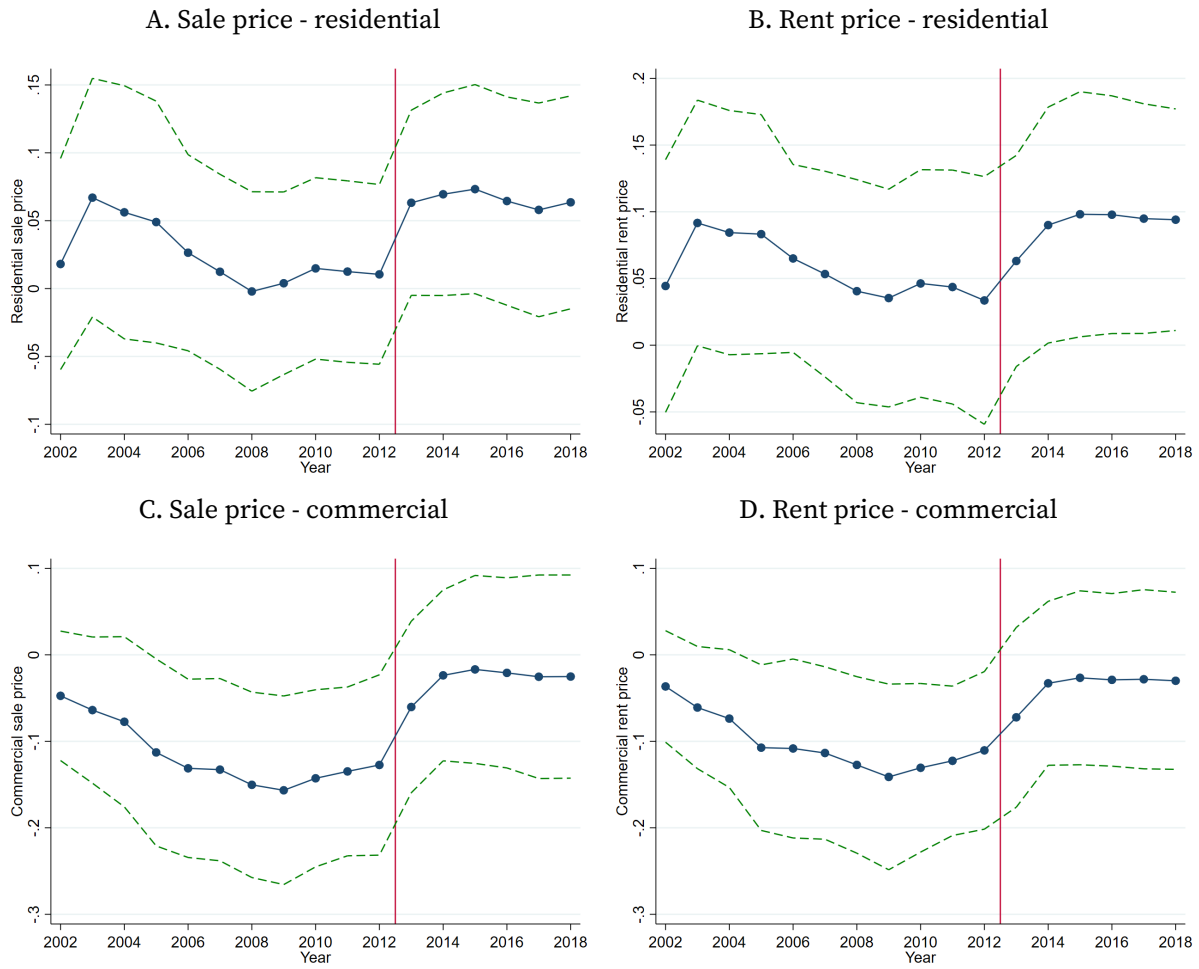 A. Sale price - residential
Residential sale price
.15
.1
.05
0
-.05
-.1
2002 2004 2006 2008 2010 2012 2014 2016 2018
Year
B. Rent price - residential
Residential rent price
.2
.15
.1
.05
0
-.05
2002 2004 2006 2008 2010 2012 2014 2016 2018
Year
C. Sale price - commercial
Commercial sale price
.1
0
-.1
-.2
-.3
2002 2004 2006 2008 2010 2012 2014 2016 2018
Year
D. Rent price - commercial
Commercial rent price
.1
0
-.1
-.2
-.3
2002 2004 2006 2008 2010 2012 2014 2016 2018
Year